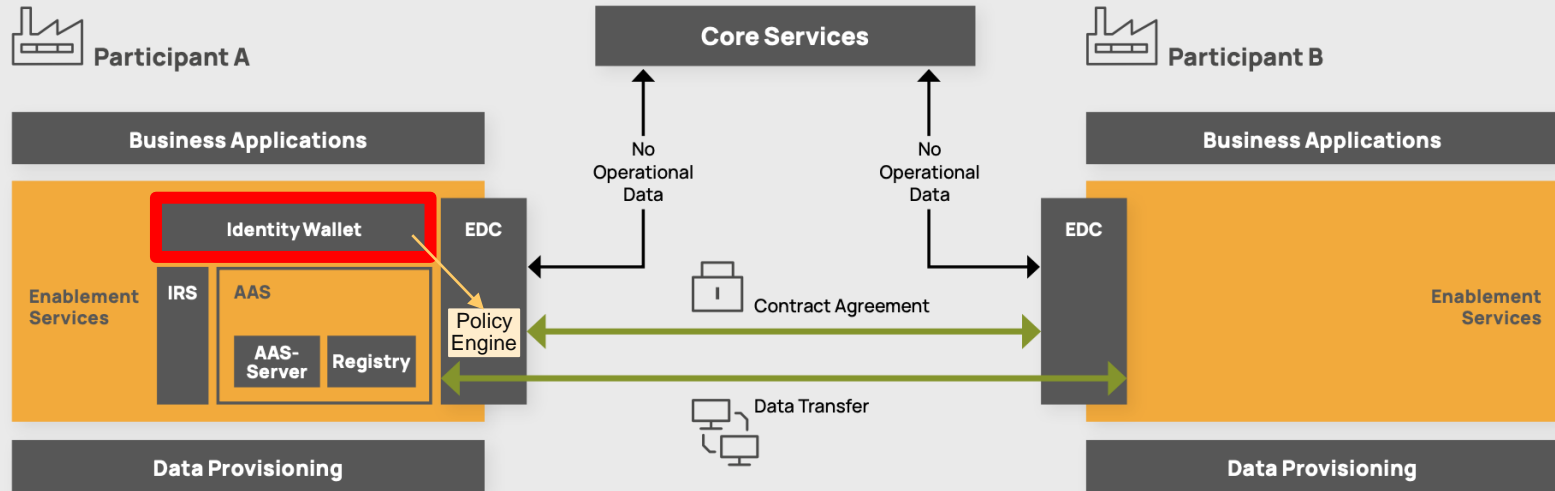 Participant A
Core Services
Participant B
Business Applications
Business Applications
No
Operational
Data
No
Operational
Data
Identity Wallet
EDC
EDC
Enablement
Services
IRS
AAS
AAS-
Server
Registry
Policy
Engine
Contract Agreement
Enablement
Services
Data Transfer
Data Provisioning
Data Provisioning